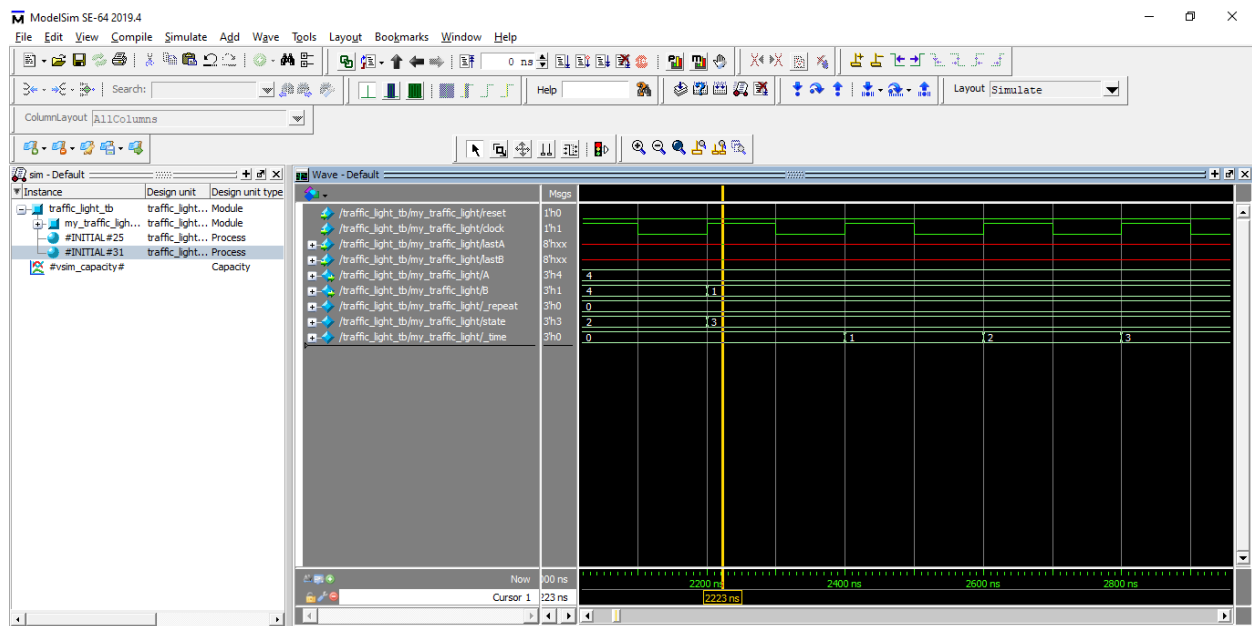 ModelSim SE-64 2019.4
File Edit View Compile Simulate Add Wave Tools Layout Bookmarks Window Help
0 ns
Search:
Help
Layout Simulate
ColumnLayout AllColumns
sim - Default
Instance Design unit Design unit type
traffic_light_tb traffic_light... Module
my_traffic_ligh... traffic_light... Module
#INITIAL#25 traffic_light... Process
#INITIAL#31 traffic_light... Process
#vsim_capacity# Capacity
Wave - Default
Msgs
/traffic_light_tb/my_traffic_light/reset 1'h0
/traffic_light_tb/my_traffic_light/clock 1'h1
/traffic_light_tb/my_traffic_light/lastA 8'hxx
/traffic_light_tb/my_traffic_light/lastB 8'hxx
/traffic_light_tb/my_traffic_light/A 3'h4 4
/traffic_light_tb/my_traffic_light/B 3'h1 4 1
/traffic_light_tb/my_traffic_light/_repeat 3'h0 0
/traffic_light_tb/my_traffic_light/state 3'h3 2 3
/traffic_light_tb/my_traffic_light/_time 3'h0 0 1 2 3
Now 000 ns 2200 ns 2400 ns 2600 ns 2800 ns
Cursor 1 223 ns 2223 ns